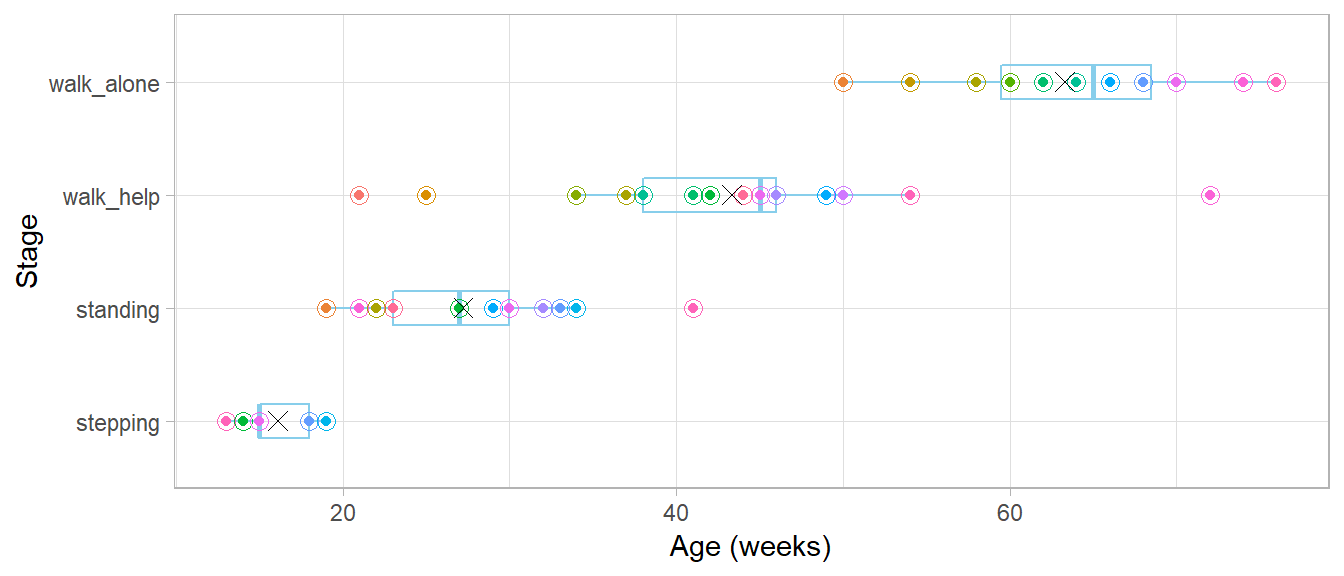 walk_alone
walk_help
standing
stepping
Stage
20 40 60
Age (weeks)